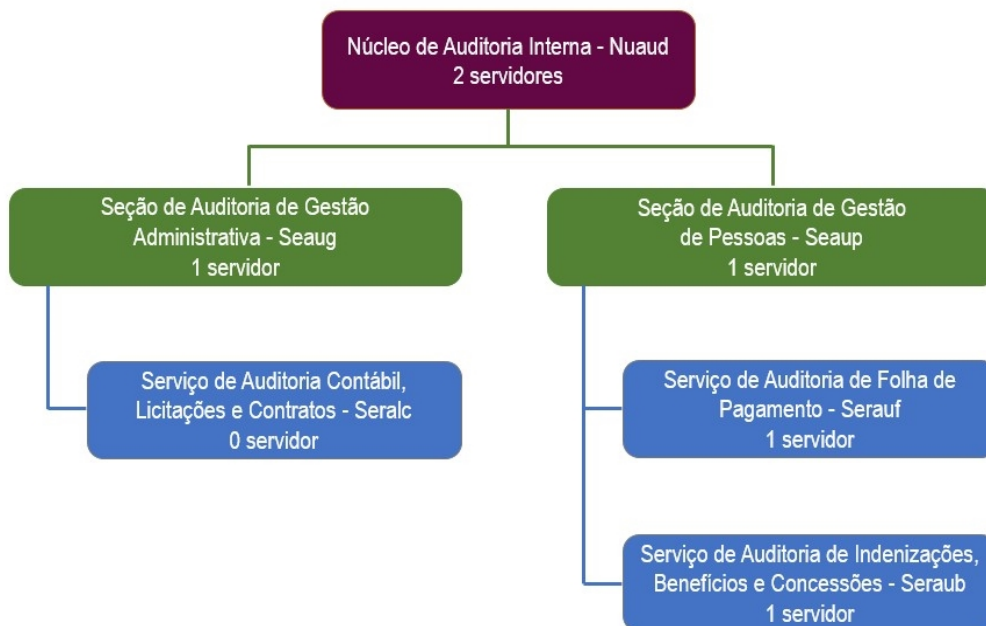 Núcleo de Auditoria Interna - Nuaud
2 servidores
Seção de Auditoria de Gestão
Administrativa - Seaug
1 servidor
Seção de Auditoria de Gestão
de Pessoas - Seaup
1 servidor
Serviço de Auditoria Contábil,
Licitações e Contratos - Seralc
0 servidor
Serviço de Auditoria de Folha de
Pagamento - Serauf
1 servidor
Serviço de Auditoria de Indenizações,
Benefícios e Concessões - Seraub
1 servidor